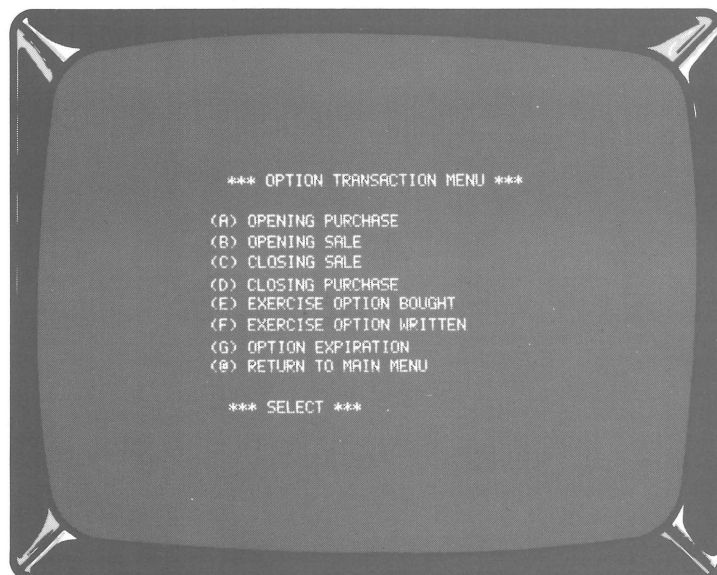 *** OPTION TRANSACTION MENU ***
(A) OPENING PURCHASE
(B) OPENING SALE
(C) CLOSING SALE
(D) CLOSING PURCHASE
(E) EXERCISE OPTION BOUGHT
(F) EXERCISE OPTION WRITTEN
(G) OPTION EXPIRATION
(@) RETURN TO MAIN MENU
*** SELECT ***